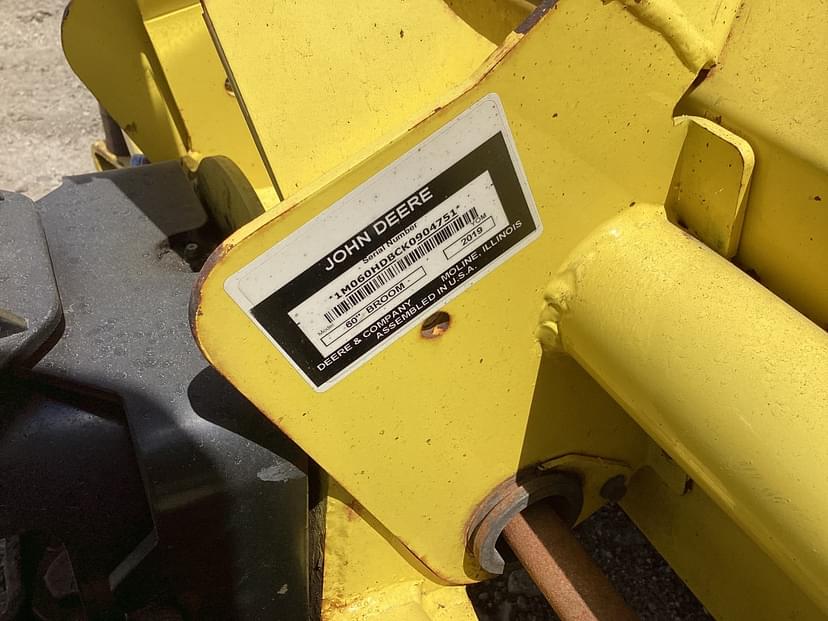 JOHN DEERE
Serial Number
*1M060HDBCK0904751*
Model
60" BROOM
2019
DEERE & COMPANY MOLINE, ILLINOIS
ASSEMBLED IN U.S.A.